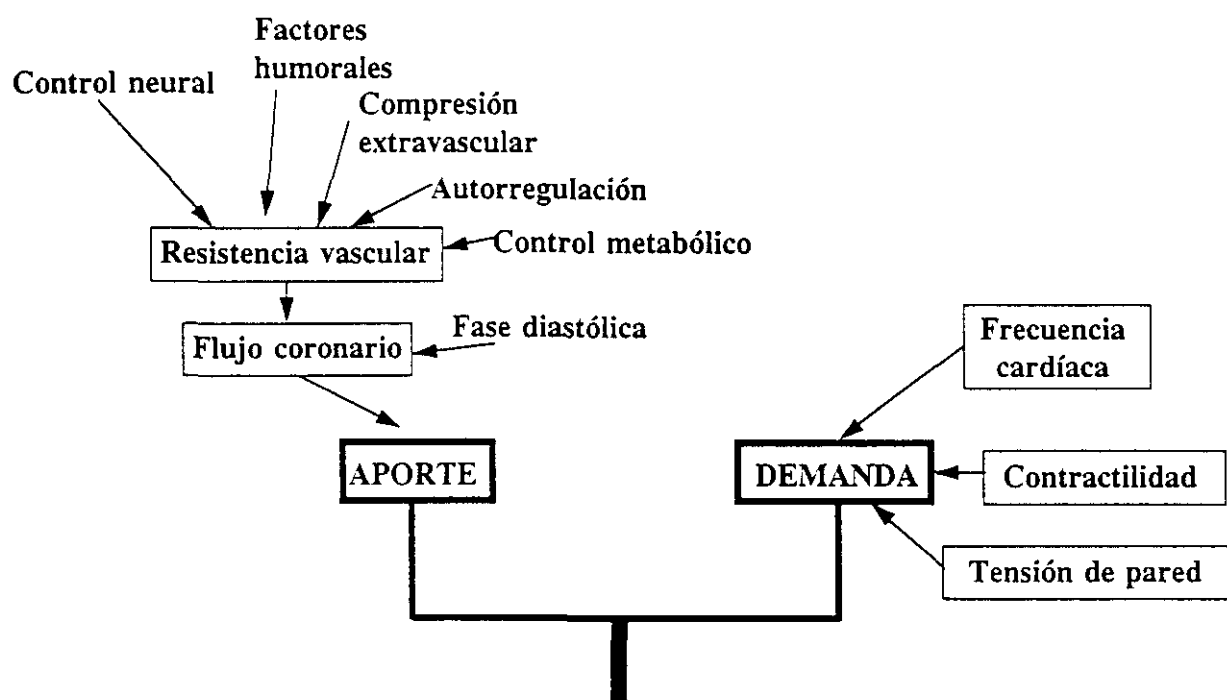 Factores
humorales
Control neural
Compresión
extravascular
Autorregulación
Resistencia vascular
Control metabólico
Flujo coronario
Fase diastólica
Frecuencia
cardíaca
APORTE
DEMANDA
Contractilidad
Tensión de pared